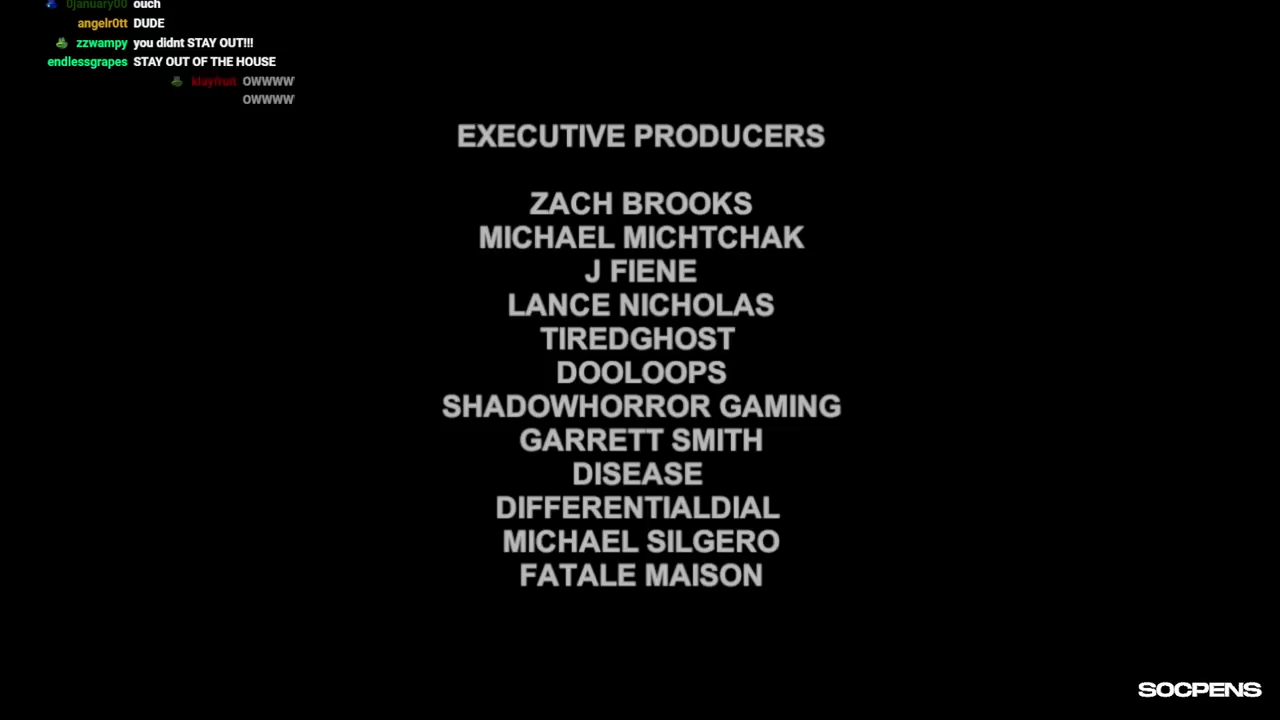 0january00 ouch
angelr0tt DUDE
zzwampy you didnt STAY OUT!!!
endlessgrapes STAY OUT OF THE HOUSE
klayfruit OWWWW
OWWWW
EXECUTIVE PRODUCERS
ZACH BROOKS
MICHAEL MICHTCHAK
J FIENE
LANCE NICHOLAS
TIREDGHOST
DOOLOOPS
SHADOWHORROR GAMING
GARRETT SMITH
DISEASE
DIFFERENTIALDIAL
MICHAEL SILGERO
FATALE MAISON
SOCPENS